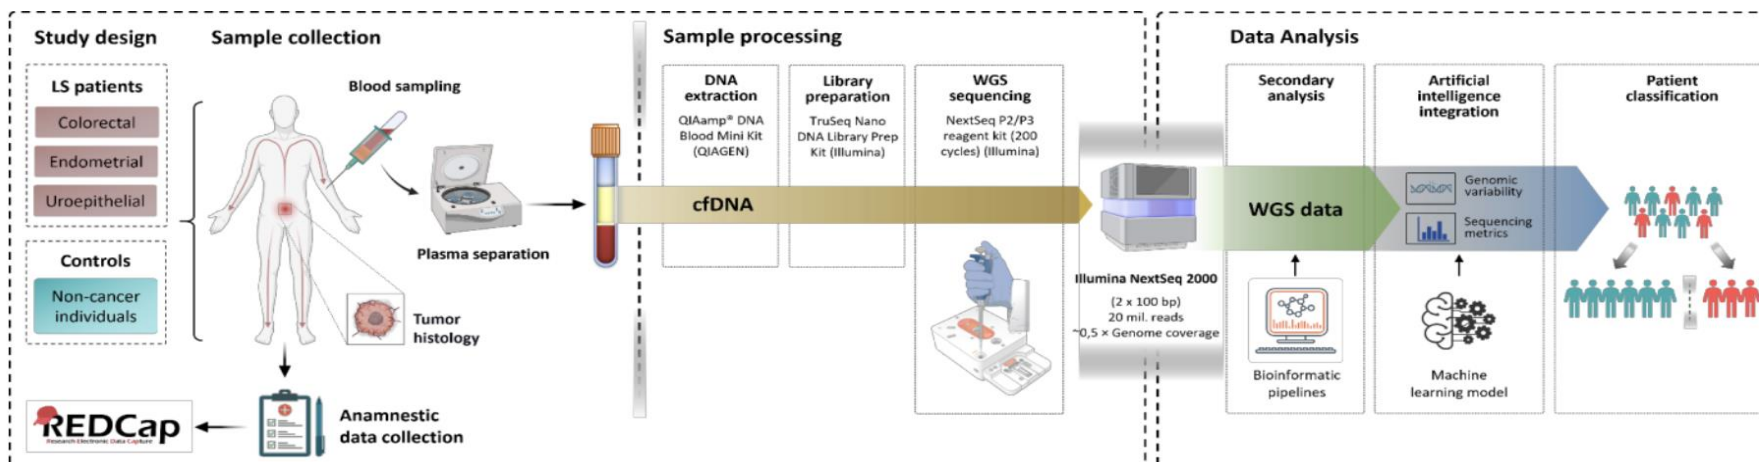 Study design
LS patients
Colorectal
Endometrial
Uroepithelial
Controls
Non-cancer
individuals
Sample collection
Blood sampling
Plasma separation
Tumor
histology
Anamnestic
data collection
REDCap
Research Electronic Data Capture
Sample processing
DNA
extraction
QIAamp® DNA
Blood Mini Kit
(QIAGEN)
Library
preparation
TruSeq Nano
DNA Library Prep
Kit (Illumina)
WGS
sequencing
NextSeq P2/P3
reagent kit (200
cycles) (Illumina)
cfDNA
Illumina NextSeq 2000
(2 x 100 bp)
20 mil. reads
~0,5 × Genome coverage
Data Analysis
Secondary
analysis
WGS data
Bioinformatic
pipelines
Artificial
intelligence
integration
Genomic
variability
Sequencing
metrics
Machine
learning model
Patient
classification